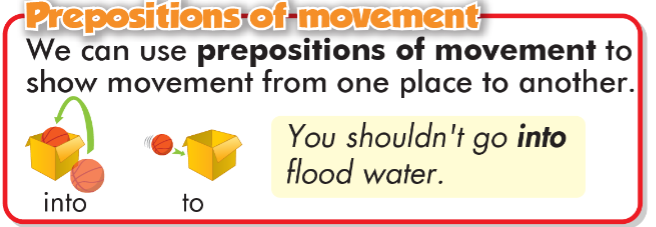 Prepositions of movement
We can use prepositions of movement to
show movement from one place to another.
You shouldn't go into
flood water.
into
to